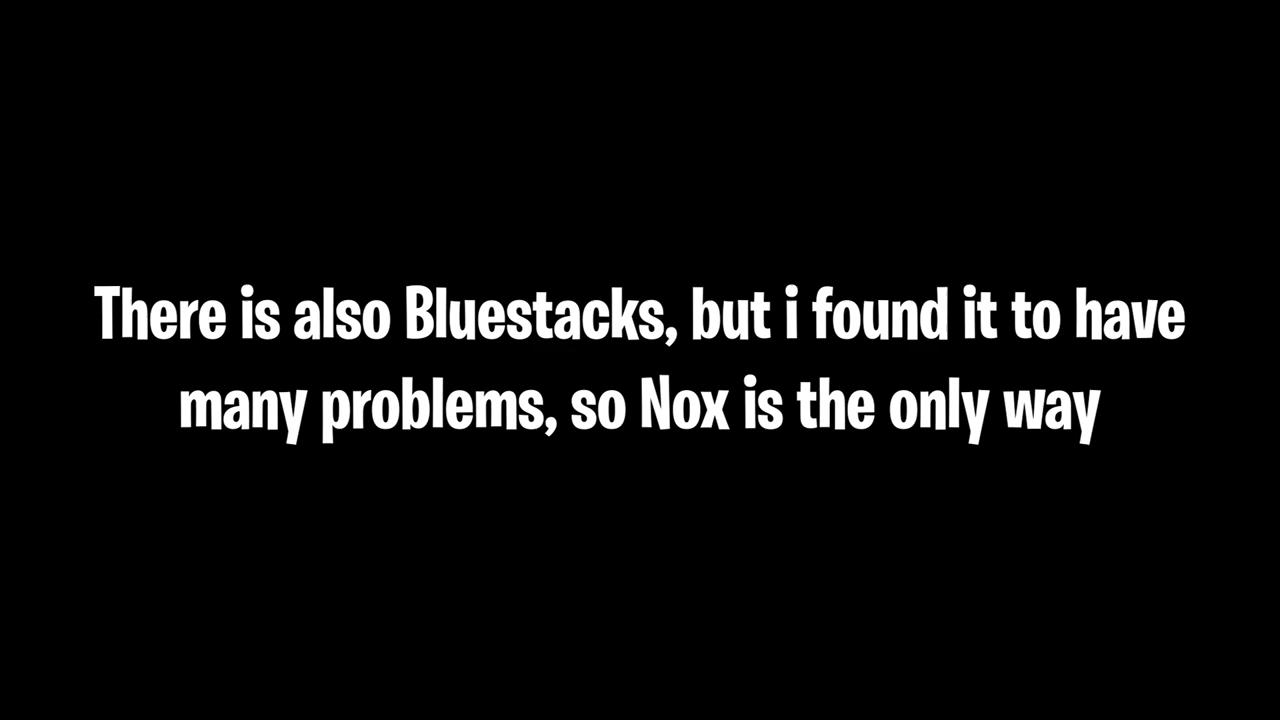 There is also Bluestacks, but i found it to have
many problems, so Nox is the only way